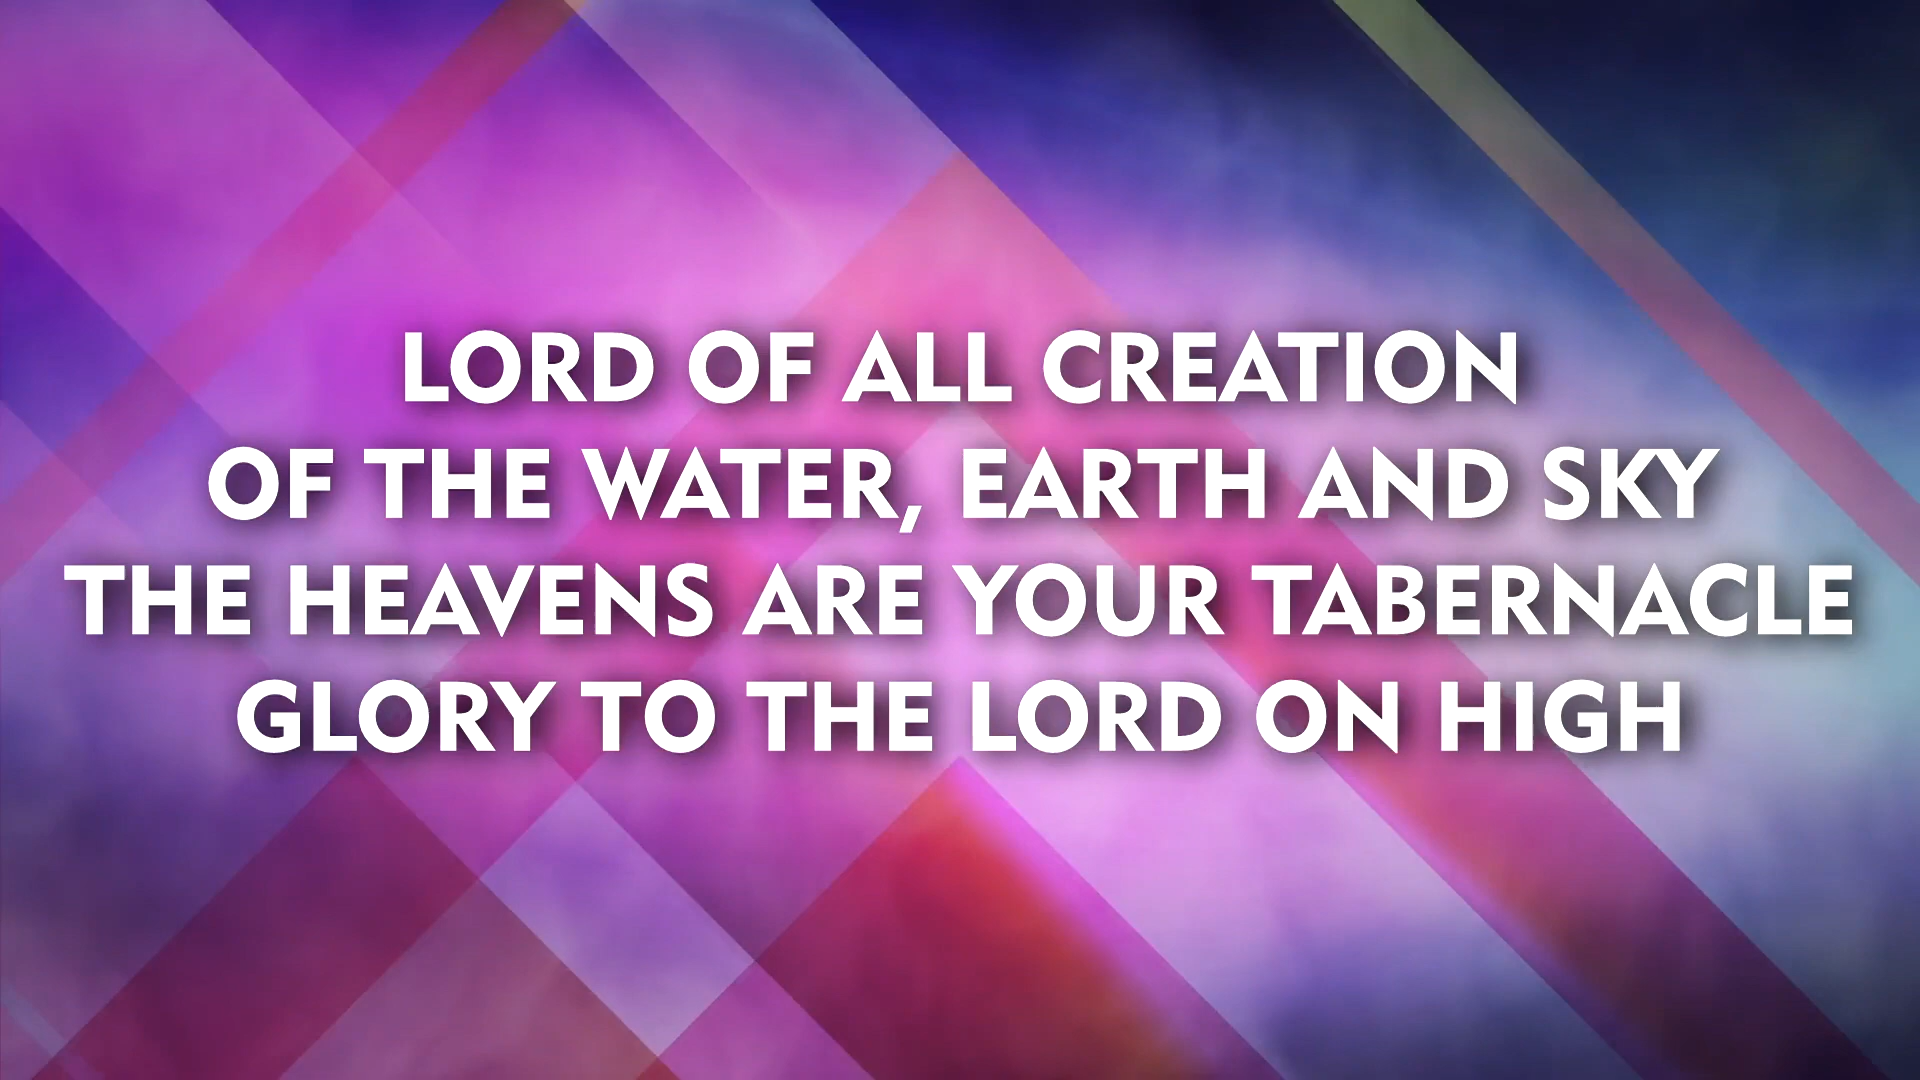 LORD OF ALL CREATION
OF THE WATER, EARTH AND SKY
THE HEAVENS ARE YOUR TABERNACLE
GLORY TO THE LORD ON HIGH